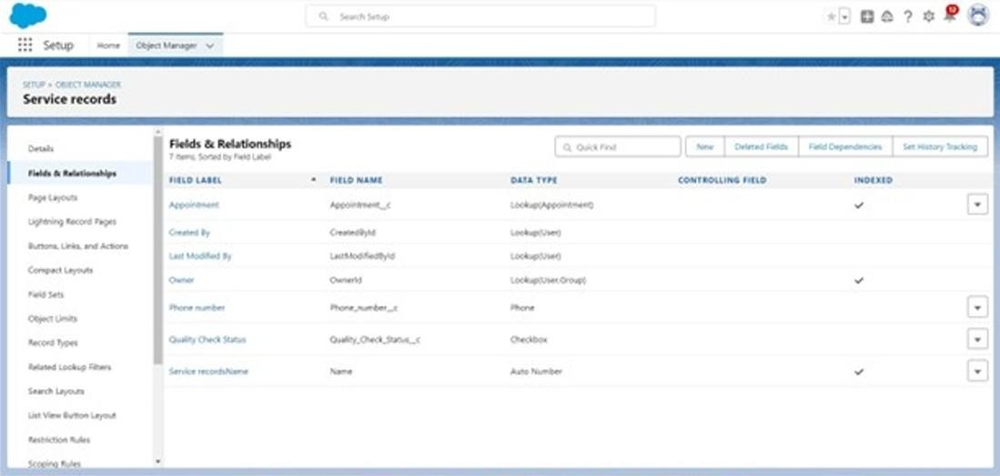 Search Setup
12
Setup Home Object Manager
SETUP > OBJECT MANAGER
Service records
Details
Fields & Relationships
Page Layouts
Lightning Record Pages
Buttons, Links, and Actions
Compact Layouts
Field Sets
Object Limits
Record Types
Related Lookup Filters
Search Layouts
List View Button Layout
Restriction Rules
Scoping Rules
Fields & Relationships
7 Items, Sorted by Field Label
Quick Find
New Deleted Fields Field Dependencies Set History Tracking
FIELD LABEL FIELD NAME DATA TYPE CONTROLLING FIELD INDEXED
Appointment Appointment__c Lookup(Appointment)
Created By CreatedById Lookup(User)
Last Modified By LastModifiedById Lookup(User)
Owner OwnerId Lookup(User,Group)
Phone number Phone_number__c Phone
Quality Check Status Quality_Check_Status__c Checkbox
Service recordsName Name Auto Number